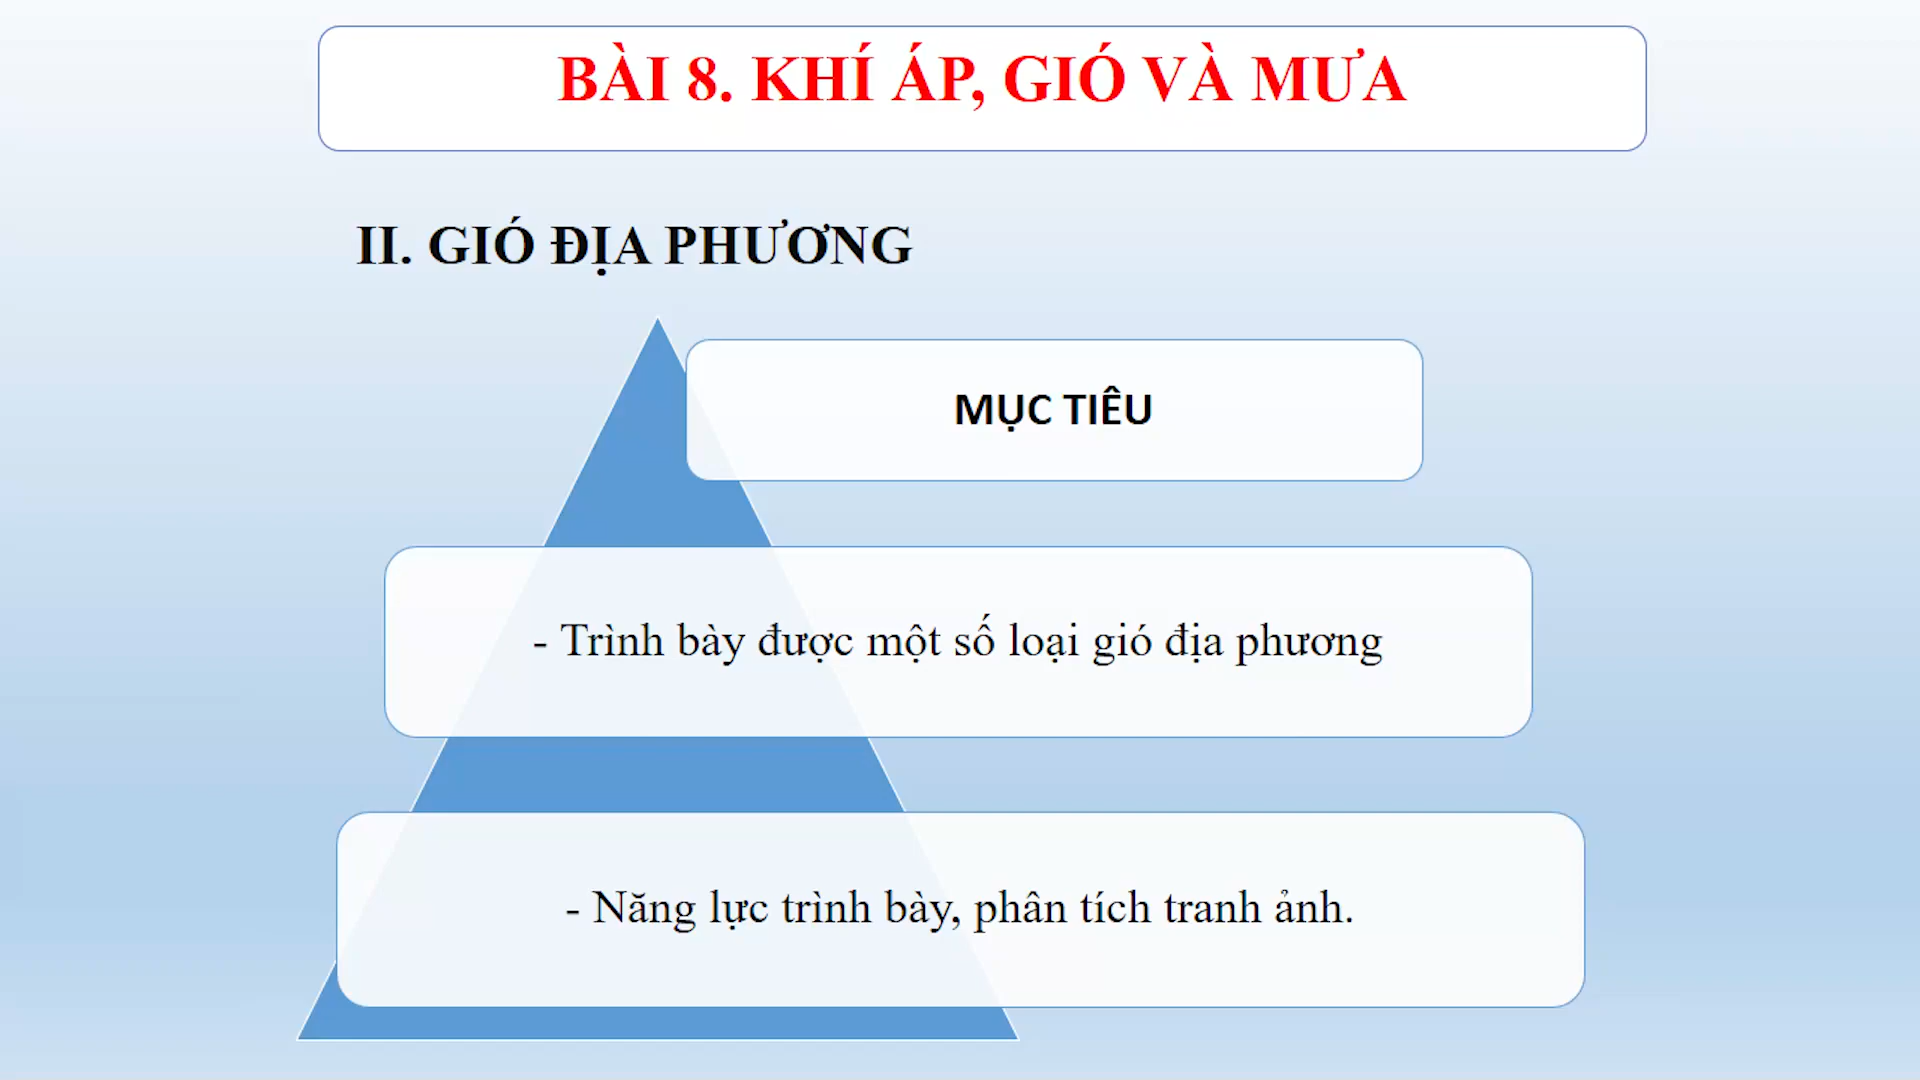 BÀI 8. KHÍ ÁP, GIÓ VÀ MƯA
II. GIÓ ĐỊA PHƯƠNG
MỤC TIÊU
- Trình bày được một số loại gió địa phương
- Năng lực trình bày, phân tích tranh ảnh.